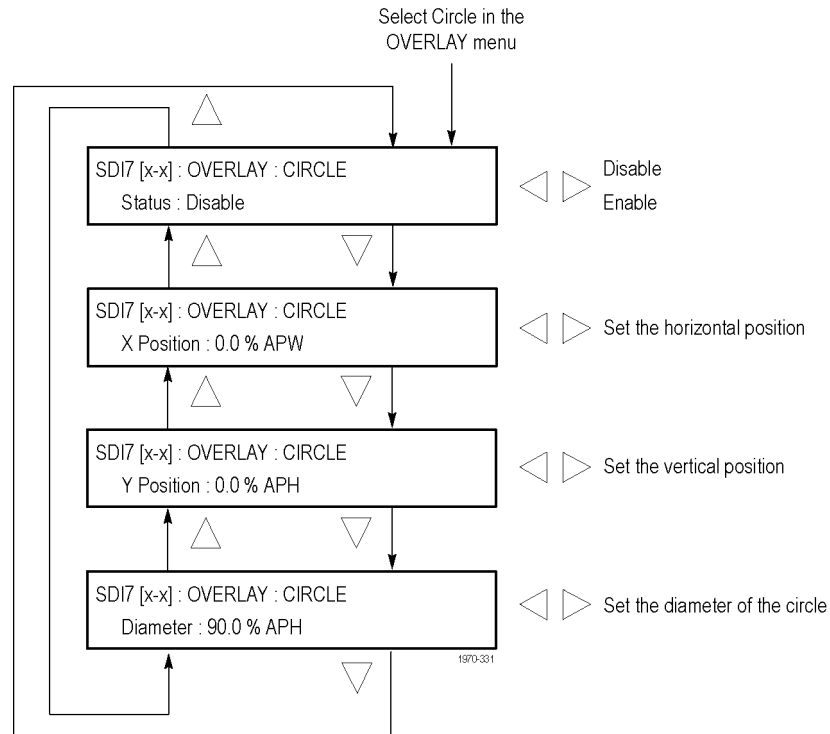 Select Circle in the
OVERLAY menu
SDI7 [x-x] : OVERLAY : CIRCLE
Status : Disable
Disable
Enable
SDI7 [x-x] : OVERLAY : CIRCLE
X Position : 0.0 % APW
Set the horizontal position
SDI7 [x-x] : OVERLAY : CIRCLE
Y Position : 0.0 % APH
Set the vertical position
SDI7 [x-x] : OVERLAY : CIRCLE
Diameter : 90.0 % APH
Set the diameter of the circle
1970-331